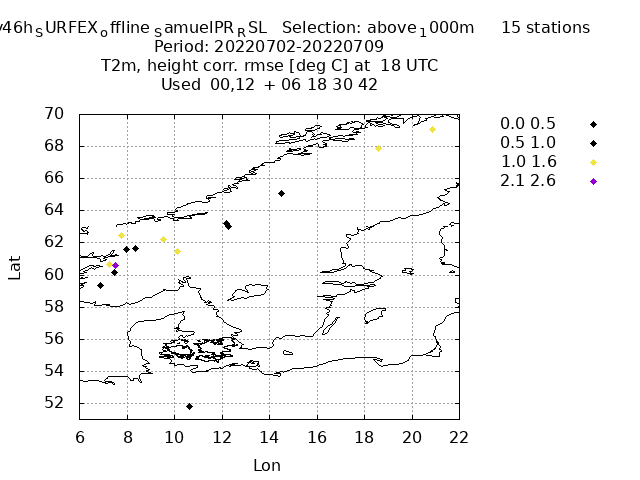 v46hSURFEXoffline SamuelPRRSL Selection: above1000m 15 stations
Period: 20220702-20220709
T2m, height corr. rmse [deg C] at 18 UTC
Used 00,12 + 06 18 30 42
0.0 0.5
0.5 1.0
1.0 1.6
2.1 2.6
70
68
66
64
62
60
58
56
54
52
Lat
6 8 10 12 14 16 18 20 22
Lon